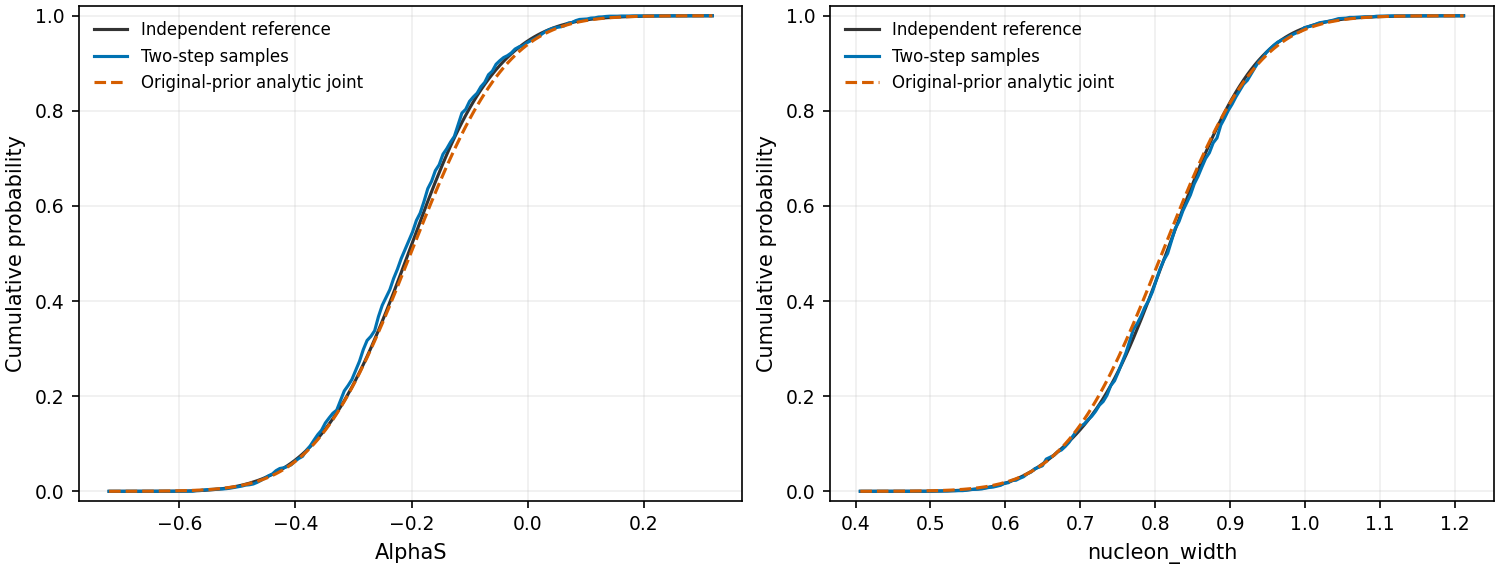 Independent reference
Two-step samples
Original-prior analytic joint
Cumulative probability
1.0
0.8
0.6
0.4
0.2
0.0
−0.6
−0.4
−0.2
0.0
0.2
AlphaS
Independent reference
Two-step samples
Original-prior analytic joint
Cumulative probability
1.0
0.8
0.6
0.4
0.2
0.0
0.4
0.5
0.6
0.7
0.8
0.9
1.0
1.1
1.2
nucleon_width